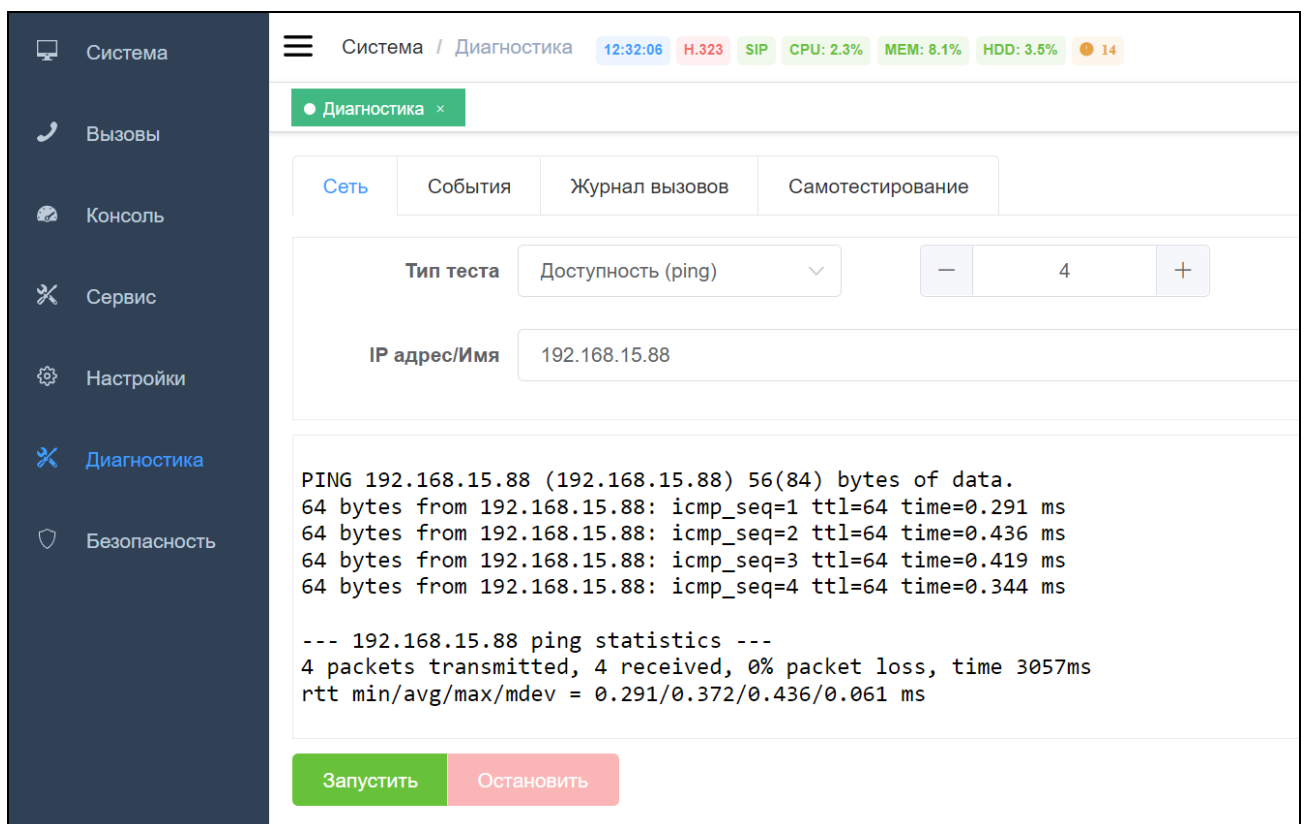 Система
Вызовы
Консоль
Сервис
Настройки
Диагностика
Безопасность
Система / Диагностика 12:32:06 H.323 SIP CPU: 2.3% MEM: 8.1% HDD: 3.5% 14
Диагностика ×
Сеть События Журнал вызовов Самотестирование
Тип теста Доступность (ping) — 4 +
IP адрес/Имя 192.168.15.88
PING 192.168.15.88 (192.168.15.88) 56(84) bytes of data.
64 bytes from 192.168.15.88: icmp_seq=1 ttl=64 time=0.291 ms
64 bytes from 192.168.15.88: icmp_seq=2 ttl=64 time=0.436 ms
64 bytes from 192.168.15.88: icmp_seq=3 ttl=64 time=0.419 ms
64 bytes from 192.168.15.88: icmp_seq=4 ttl=64 time=0.344 ms
--- 192.168.15.88 ping statistics ---
4 packets transmitted, 4 received, 0% packet loss, time 3057ms
rtt min/avg/max/mdev = 0.291/0.372/0.436/0.061 ms
Запустить Остановить